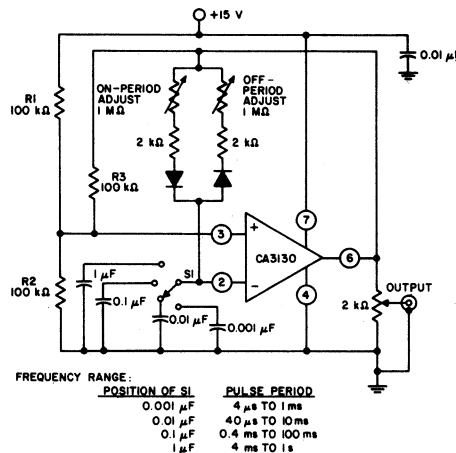 +15 V
0.01 µF
ON-PERIOD
ADJUST
1 MΩ
OFF-
PERIOD
ADJUST
1 MΩ
R1
100 kΩ
2 kΩ
2 kΩ
R3
100 kΩ
7
3
+
CA3130
6
S1
2
−
4
OUTPUT
R2
100 kΩ
1 µF
0.1 µF
0.01 µF
0.001 µF
2 kΩ
FREQUENCY RANGE:
POSITION OF S1 PULSE PERIOD
0.001 µF 4 µs TO 1 ms
0.01 µF 40 µs TO 10 ms
0.1 µF 0.4 ms TO 100 ms
1 µF 4 ms TO 1 s